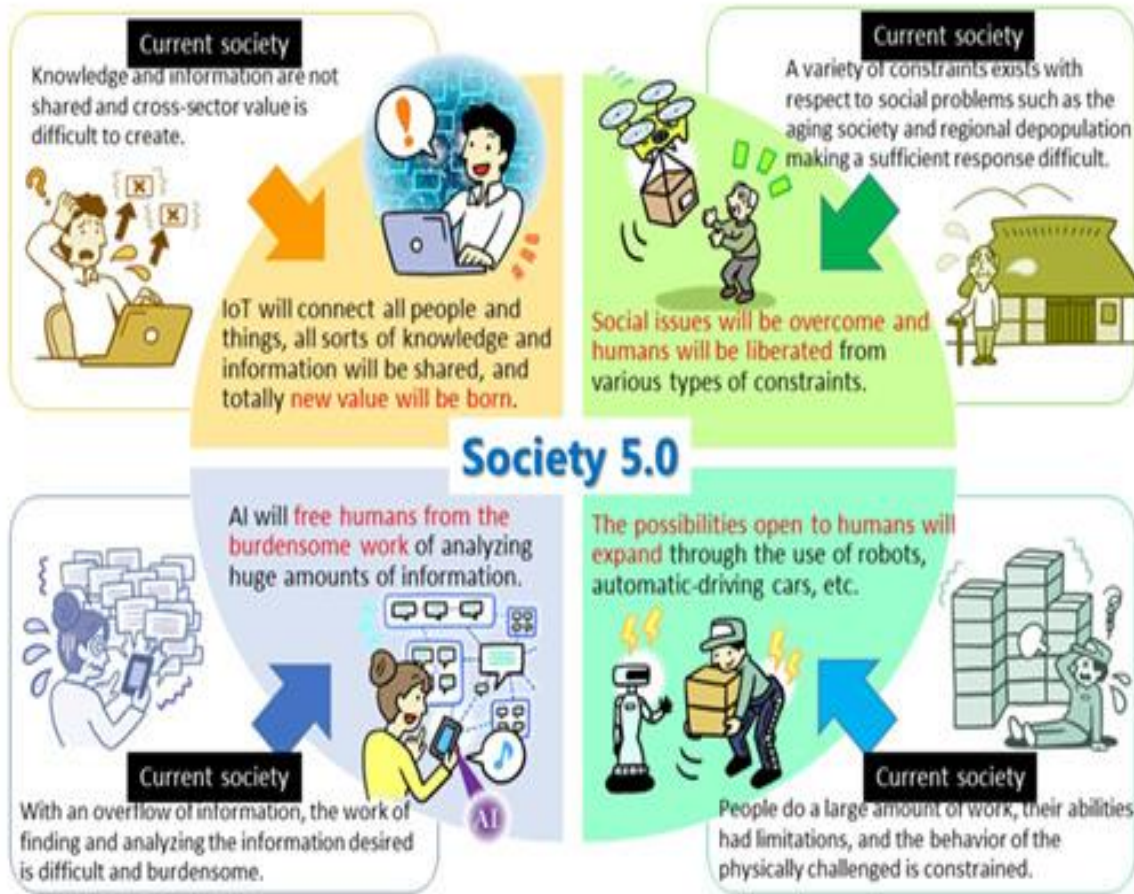 Current society
Knowledge and information are not
shared and cross-sector value is
difficult to create.
IoT will connect all people and
things, all sorts of knowledge and
information will be shared, and
totally new value will be born.
Current society
A variety of constraints exists with
respect to social problems such as the
aging society and regional depopulation
making a sufficient response difficult.
Social issues will be overcome and
humans will be liberated from
various types of constraints.
Society 5.0
AI will free humans from the
burdensome work of analyzing
huge amounts of information.
AI
Current society
With an overflow of information, the work of
finding and analyzing the information desired
is difficult and burdensome.
The possibilities open to humans will
expand through the use of robots,
automatic-driving cars, etc.
Current society
People do a large amount of work, their abilities
had limitations, and the behavior of the
physically challenged is constrained.